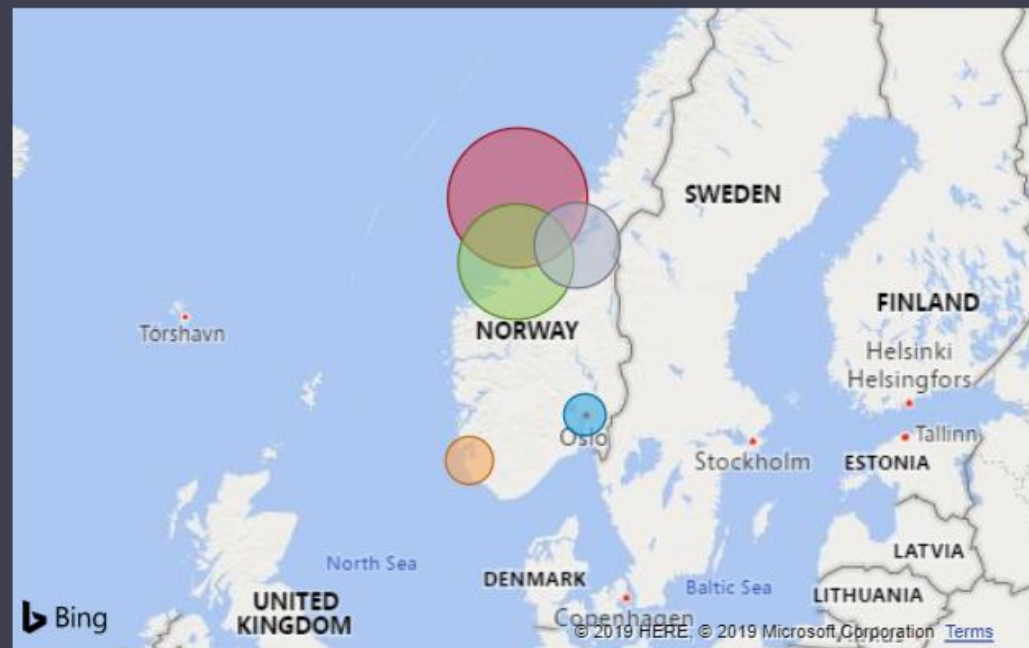 SWEDEN
FINLAND
Tórshavn
NORWAY
Helsinki
Helsingfors
Oslo
Tallinn
Stockholm
ESTONIA
North Sea
LATVIA
DENMARK
Baltic Sea
LITHUANIA
UNITED
KINGDOM
Copenhagen
Bing
© 2019 HERE, © 2019 Microsoft Corporation Terms